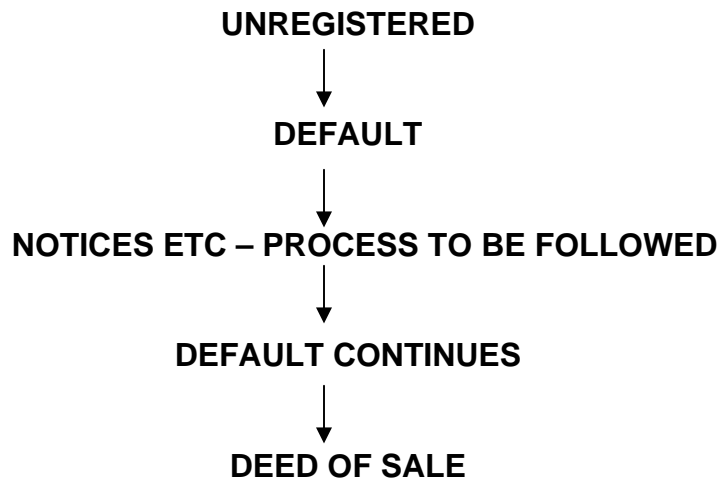 UNREGISTERED
DEFAULT
NOTICES ETC – PROCESS TO BE FOLLOWED
DEFAULT CONTINUES
DEED OF SALE